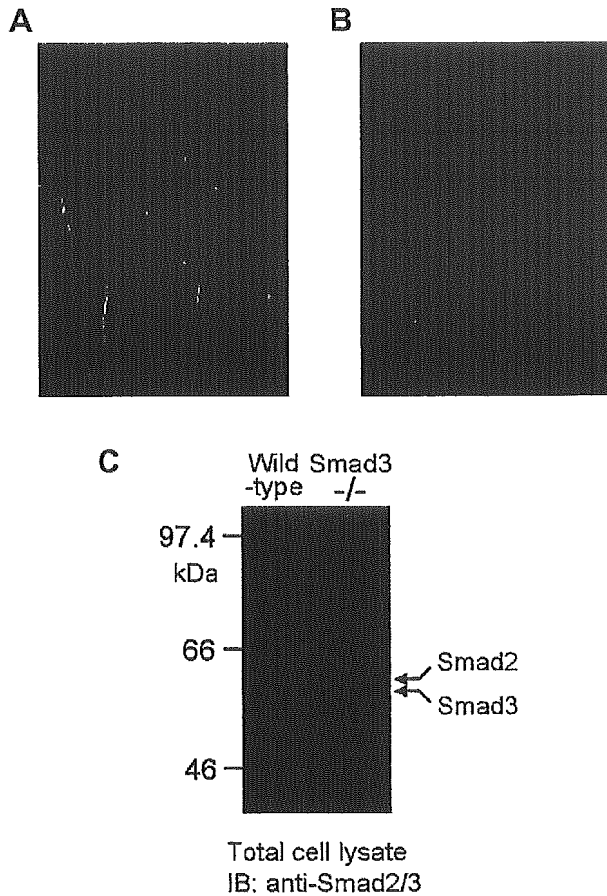 A
B
C
Wild Smad3
-type -/-
97.4
kDa
66
Smad2
Smad3
46
Total cell lysate
IB: anti-Smad2/3